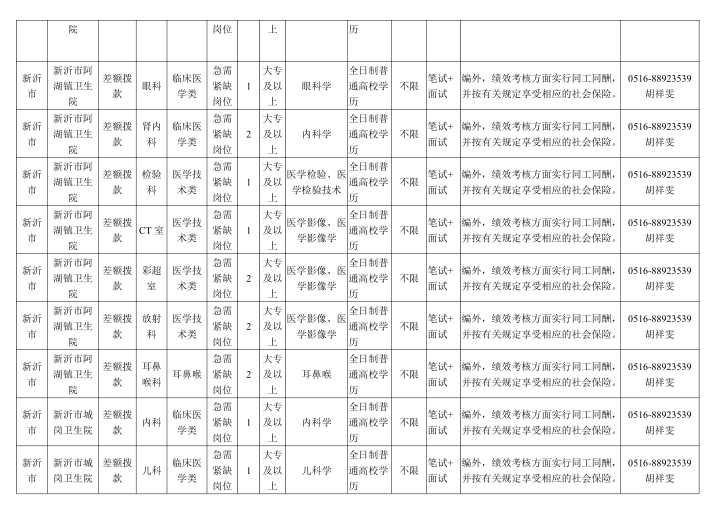 院 岗位 上 历
新沂市 新沂市阿湖镇卫生院 差额拨款 眼科 临床医学类 急需紧缺岗位 1 大专及以上 眼科学 全日制普通高校学历 不限 笔试+面试 编外，绩效考核方面实行同工同酬，并按有关规定享受相应的社会保险。 0516-88923539 胡祥雯
新沂市 新沂市阿湖镇卫生院 差额拨款 肾内科 临床医学类 急需紧缺岗位 2 大专及以上 内科学 全日制普通高校学历 不限 笔试+面试 编外，绩效考核方面实行同工同酬，并按有关规定享受相应的社会保险。 0516-88923539 胡祥雯
新沂市 新沂市阿湖镇卫生院 差额拨款 检验科 医学技术类 急需紧缺岗位 1 大专及以上 医学检验、医学检验技术 全日制普通高校学历 不限 笔试+面试 编外，绩效考核方面实行同工同酬，并按有关规定享受相应的社会保险。 0516-88923539 胡祥雯
新沂市 新沂市阿湖镇卫生院 差额拨款 CT 室 医学技术类 急需紧缺岗位 1 大专及以上 医学影像、医学影像学 全日制普通高校学历 不限 笔试+面试 编外，绩效考核方面实行同工同酬，并按有关规定享受相应的社会保险。 0516-88923539 胡祥雯
新沂市 新沂市阿湖镇卫生院 差额拨款 彩超室 医学技术类 急需紧缺岗位 2 大专及以上 医学影像、医学影像学 全日制普通高校学历 不限 笔试+面试 编外，绩效考核方面实行同工同酬，并按有关规定享受相应的社会保险。 0516-88923539 胡祥雯
新沂市 新沂市阿湖镇卫生院 差额拨款 放射科 医学技术类 急需紧缺岗位 2 大专及以上 医学影像、医学影像学 全日制普通高校学历 不限 笔试+面试 编外，绩效考核方面实行同工同酬，并按有关规定享受相应的社会保险。 0516-88923539 胡祥雯
新沂市 新沂市阿湖镇卫生院 差额拨款 耳鼻喉科 耳鼻喉 急需紧缺岗位 2 大专及以上 耳鼻喉 全日制普通高校学历 不限 笔试+面试 编外，绩效考核方面实行同工同酬，并按有关规定享受相应的社会保险。 0516-88923539 胡祥雯
新沂市 新沂市城岗卫生院 差额拨款 内科 临床医学类 急需紧缺岗位 1 大专及以上 内科学 全日制普通高校学历 不限 笔试+面试 编外，绩效考核方面实行同工同酬，并按有关规定享受相应的社会保险。 0516-88923539 胡祥雯
新沂市 新沂市城岗卫生院 差额拨款 儿科 临床医学类 急需紧缺岗位 1 大专及以上 儿科学 全日制普通高校学历 不限 笔试+面试 编外，绩效考核方面实行同工同酬，并按有关规定享受相应的社会保险。 0516-88923539 胡祥雯